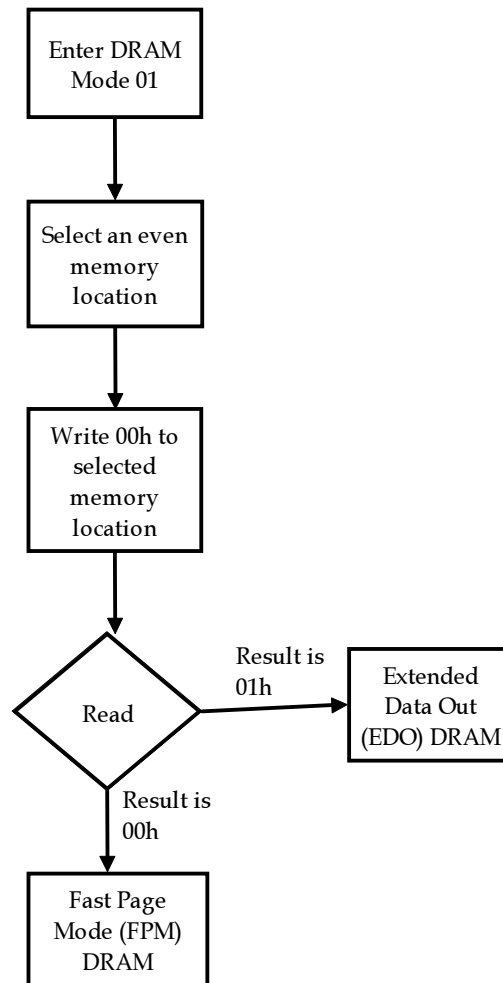 Enter DRAM
Mode 01
Select an even
memory
location
Write 00h to
selected
memory
location
Read
Result is
01h
Extended
Data Out
(EDO) DRAM
Result is
00h
Fast Page
Mode (FPM)
DRAM